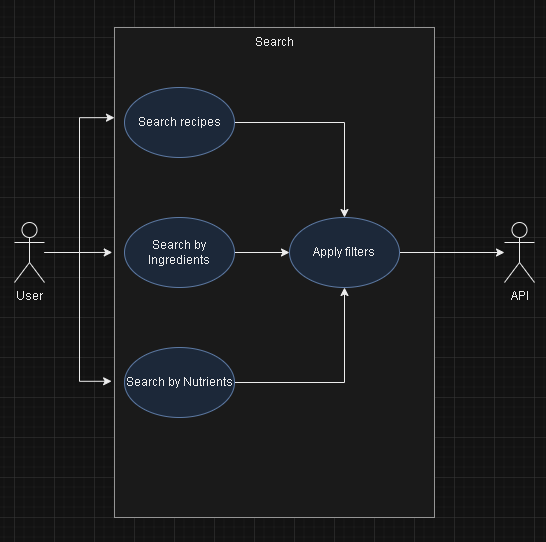 Search
Search recipes
Search by
Ingredients
Apply filters
User
API
Search by Nutrients